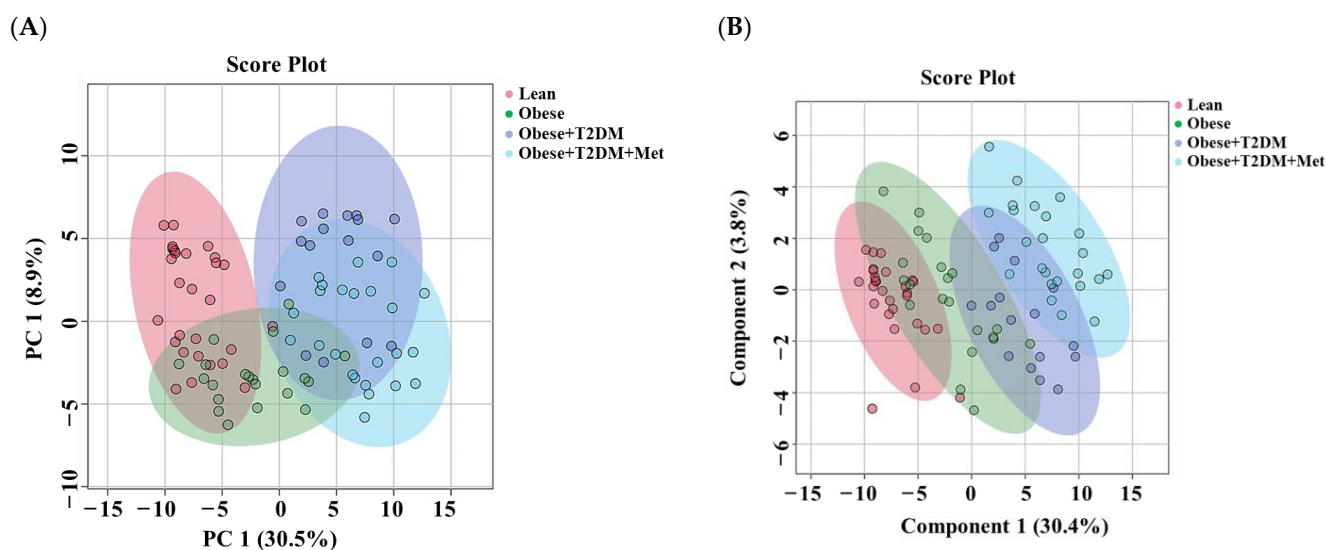 (A)
Score Plot
Lean
Obese
Obese+T2DM
Obese+T2DM+Met
PC 1 (8.9%)
10
5
0
−5
−10
−15
−10
−5
0
5
10
15
PC 1 (30.5%)
(B)
Score Plot
Lean
Obese
Obese+T2DM
Obese+T2DM+Met
Component 2 (3.8%)
6
4
2
0
−2
−4
−6
−15
−10
−5
0
5
10
15
Component 1 (30.4%)